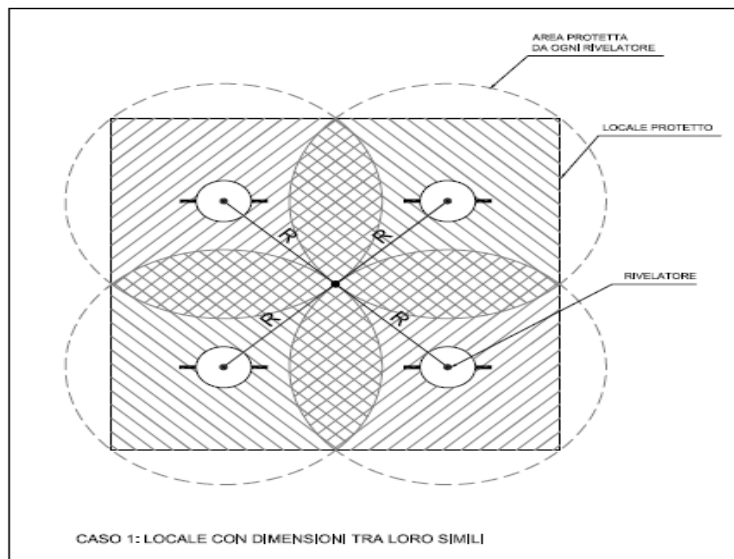 AREA PROTETTA
DA OGNI RIVELATORE
LOCALE PROTETTO
R
R
RIVELATORE
R
R
CASO 1: LOCALE CON DIMENSIONI TRA LORO SIMILI